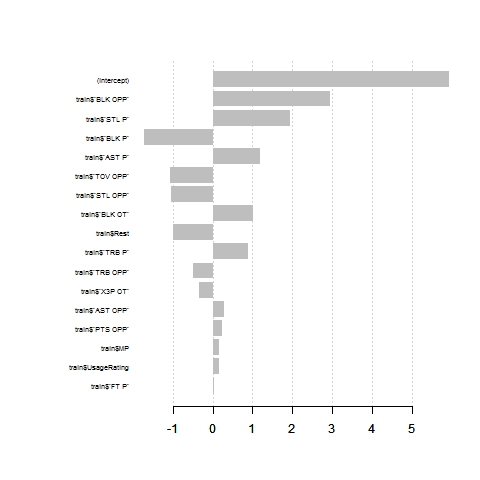 (Intercept)
train$`BLK OPP`
train$`STL P`
train$`BLK P`
train$`AST P`
train$`TOV OPP`
train$`STL OPP`
train$`BLK OT`
train$Rest
train$`TRB P`
train$`TRB OPP`
train$`X3P OT`
train$`AST OPP`
train$`PTS OPP`
train$MP
train$UsageRating
train$`FT P`
-1 0 1 2 3 4 5